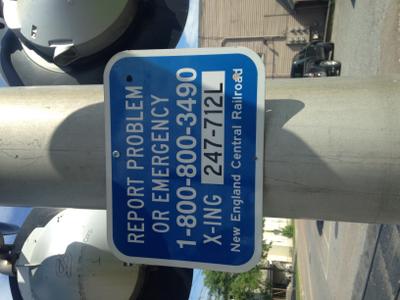 REPORT PROBLEM
OR EMERGENCY
1-800-800-3490
X-ING 247-712L
New England Central Railroad